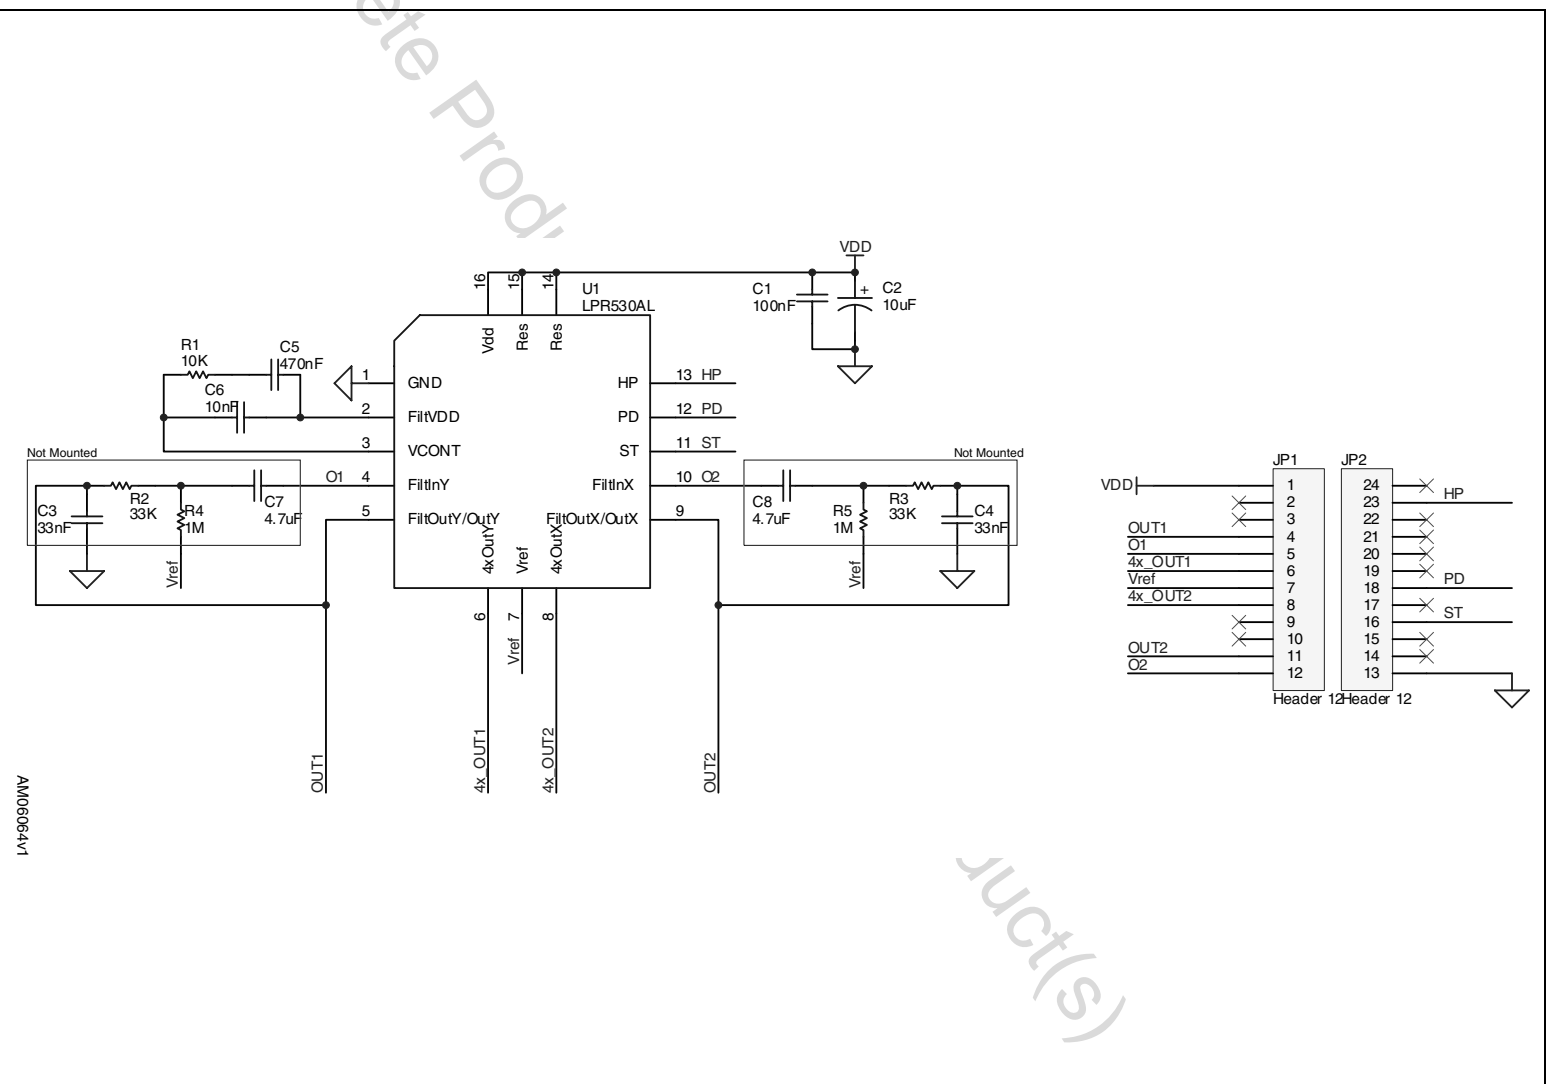 ete Produ
VDD
16
15
14
U1
LPR530AL
C1
100nF
+
C2
10uF
Vdd
Res
Res
R1
10K
C5
470nF
C6
10nF
1
GND
2
FiltVDD
3
VCONT
HP
13
HP
PD
12
PD
ST
11
ST
Not Mounted
O1
4
FiltInY
C3
33nF
R2
33K
R4
1M
C7
4.7uF
Vref
5
FiltOutY/OutY
FiltInX
10
O2
FiltOutX/OutX
9
Not Mounted
C8
4.7uF
R5
1M
R3
33K
C4
33nF
Vref
4xOutY
Vref
4xOutX
6
7
8
Vref
OUT1
4x_OUT1
4x_OUT2
OUT2
JP1
JP2
VDD
1
2
3
OUT1
4
O1
5
4x_OUT1
6
Vref
7
4x_OUT2
8
9
10
OUT2
11
O2
12
Header 12
24
23
HP
22
21
20
19
18
PD
17
16
ST
15
14
13
Header 12
AM06064v1
duct(s)